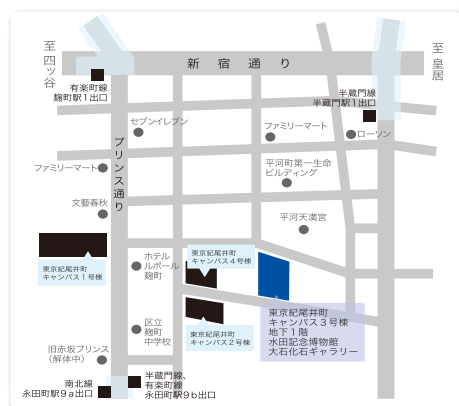 至四ッ谷
新宿通り
至皇居
有楽町線
麹町駅1出口
半蔵門線
半蔵門駅1出口
プリンス通り
セブンイレブン
ファミリーマート
ローソン
ファミリーマート
平河町第一生命
ビルディング
文藝春秋
平河天満宮
東京紀尾井町
キャンパス1号棟
ホテル
ルポール
麹町
東京紀尾井町
キャンパス4号棟
東京紀尾井町
キャンパス3号棟
地下1階
水田記念博物館
大石化石ギャラリー
区立
麹町
中学校
東京紀尾井町
キャンパス2号棟
旧赤坂プリンス
(解体中)
南北線
永田町駅9a出口
半蔵門線、
有楽町線
永田町駅9b出口